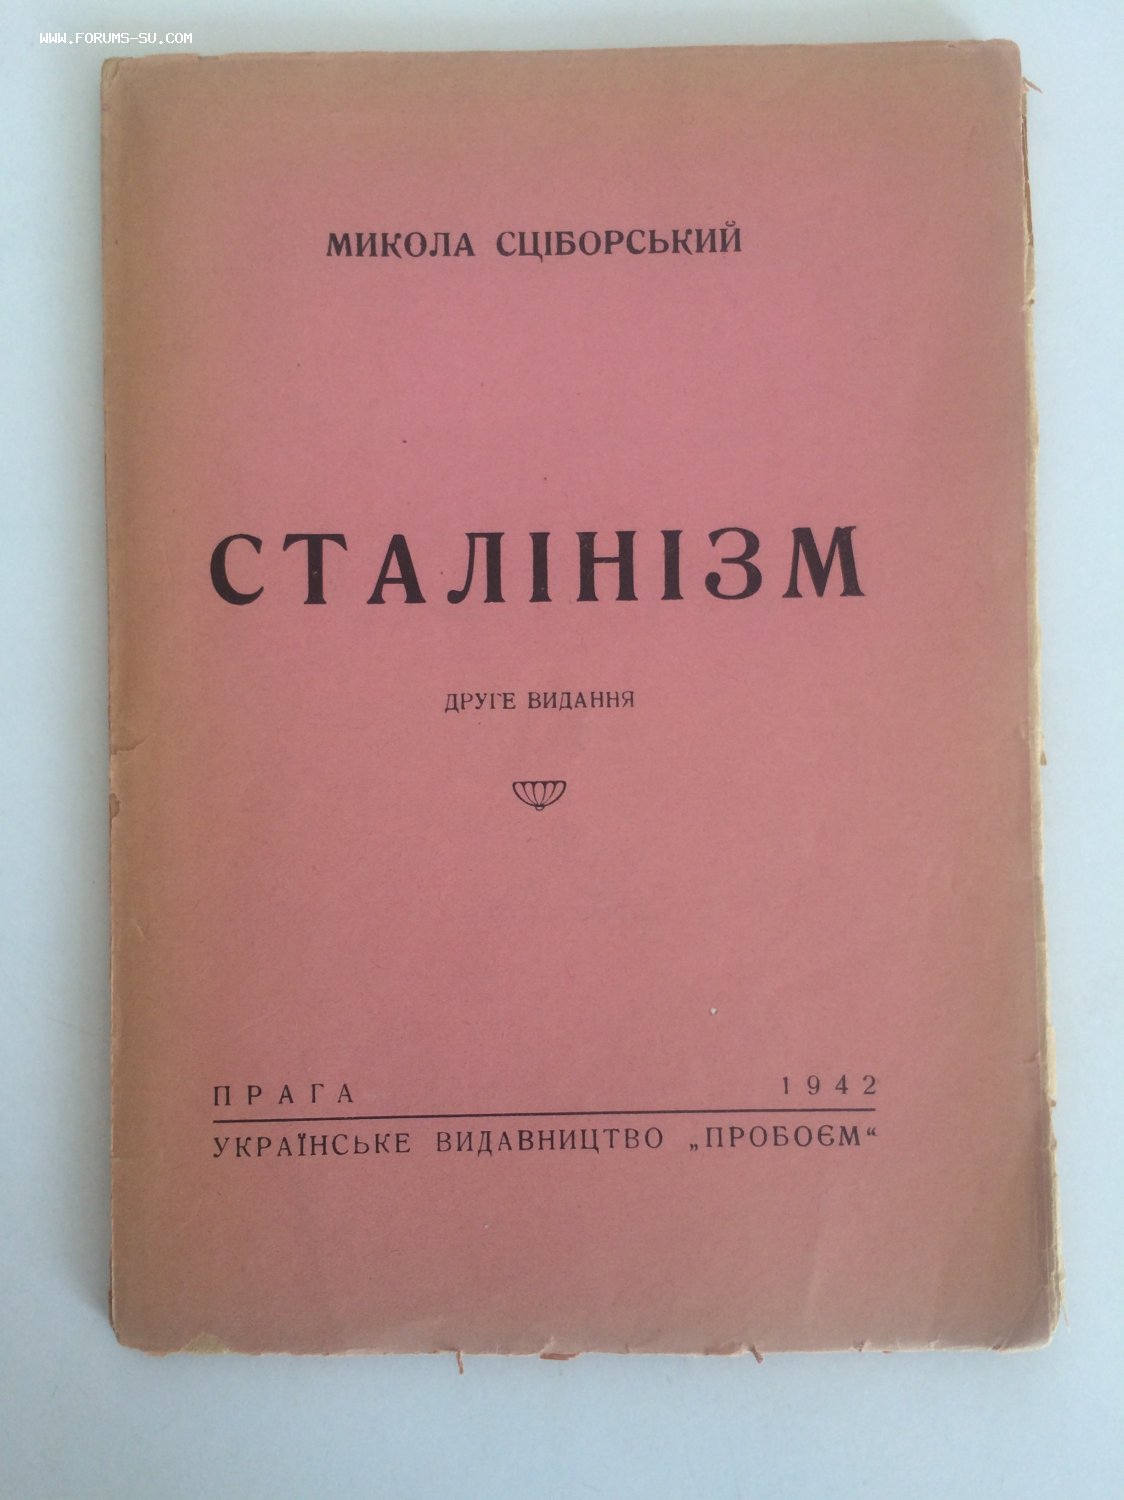 WWW.FORUMS-SU.COM
МИКОЛА СЦІБОРСЬКИЙ
СТАЛІНІЗМ
ДРУГЕ ВИДАННЯ
ПРАГА 1942
УКРАЇНСЬКЕ ВИДАВНИЦТВО „ПРОБОЄМ“